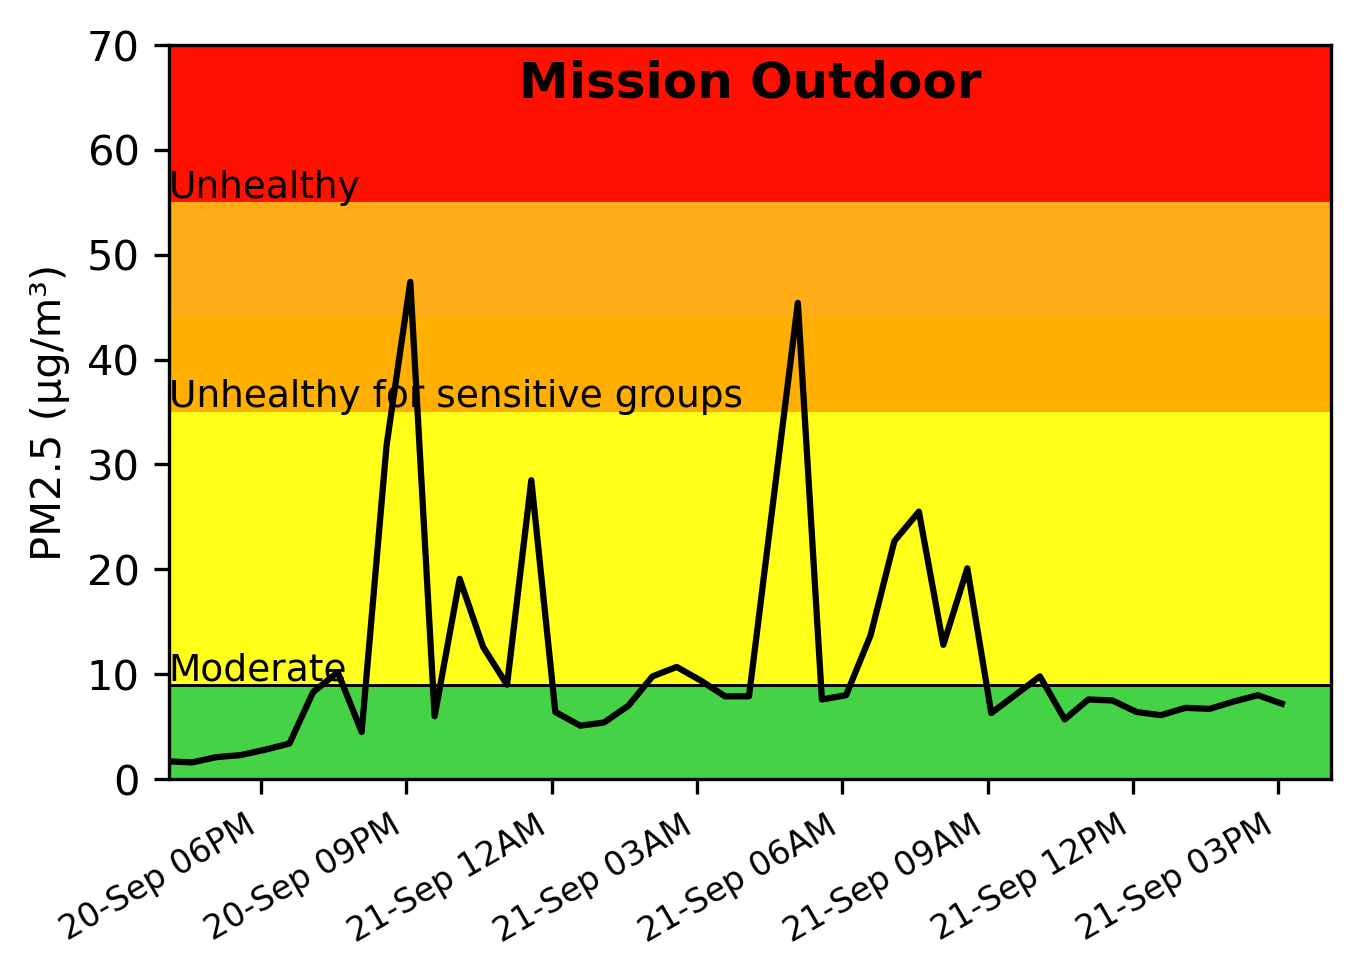 Mission Outdoor
PM2.5 (µg/m³)
70
60
50
40
30
20
10
0
Unhealthy
Unhealthy for sensitive groups
Moderate
20-Sep 06PM
20-Sep 09PM
21-Sep 12AM
21-Sep 03AM
21-Sep 06AM
21-Sep 09AM
21-Sep 12PM
21-Sep 03PM